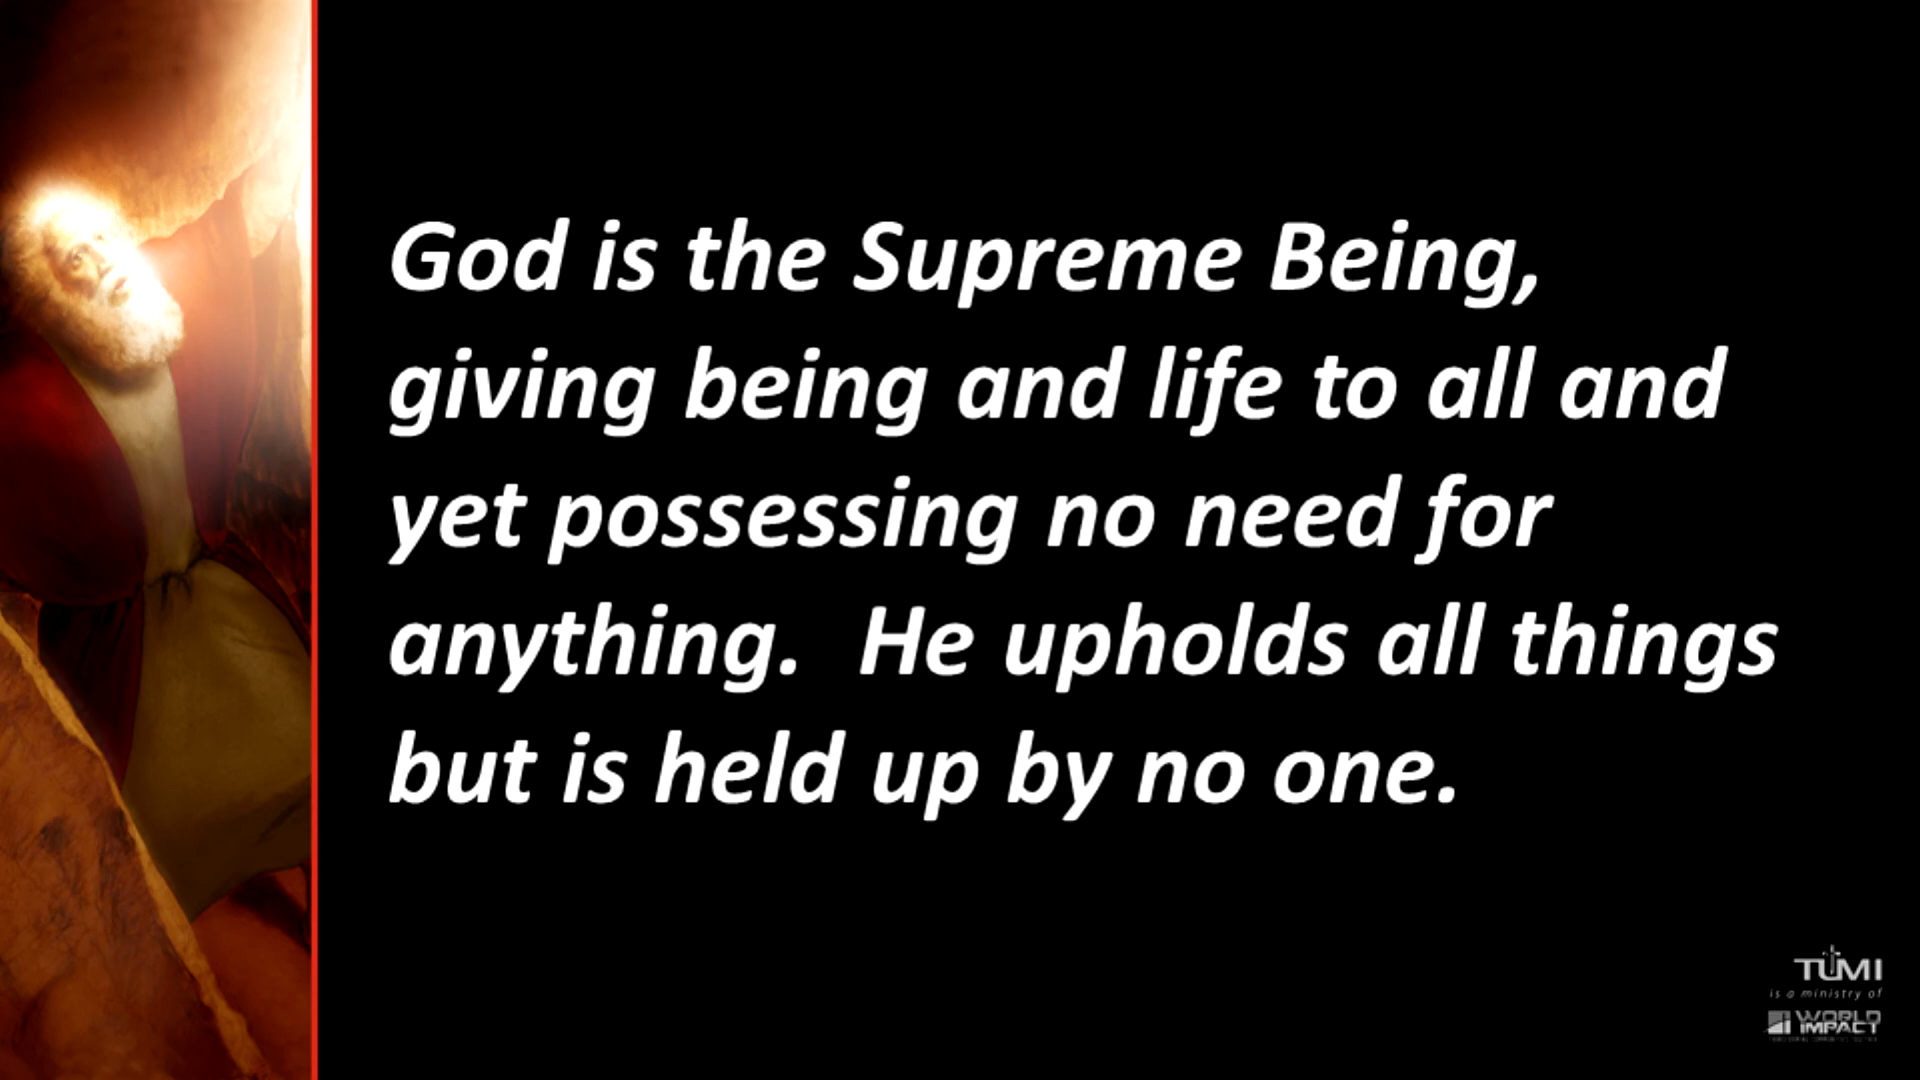 God is the Supreme Being,
giving being and life to all and
yet possessing no need for
anything.  He upholds all things
but is held up by no one.
TUMI
is a ministry of
WORLD
IMPACT